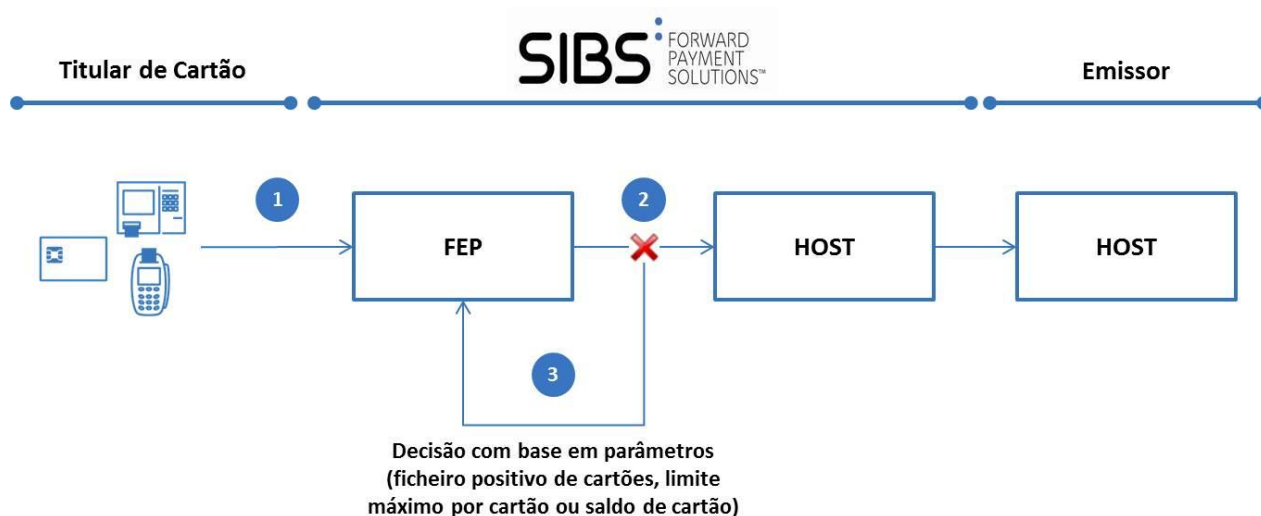 Titular de Cartão
SIBS FORWARD
PAYMENT
SOLUTIONS™
Emissor
1
2
FEP
HOST
HOST
3
Decisão com base em parâmetros
(ficheiro positivo de cartões, limite
máximo por cartão ou saldo de cartão)